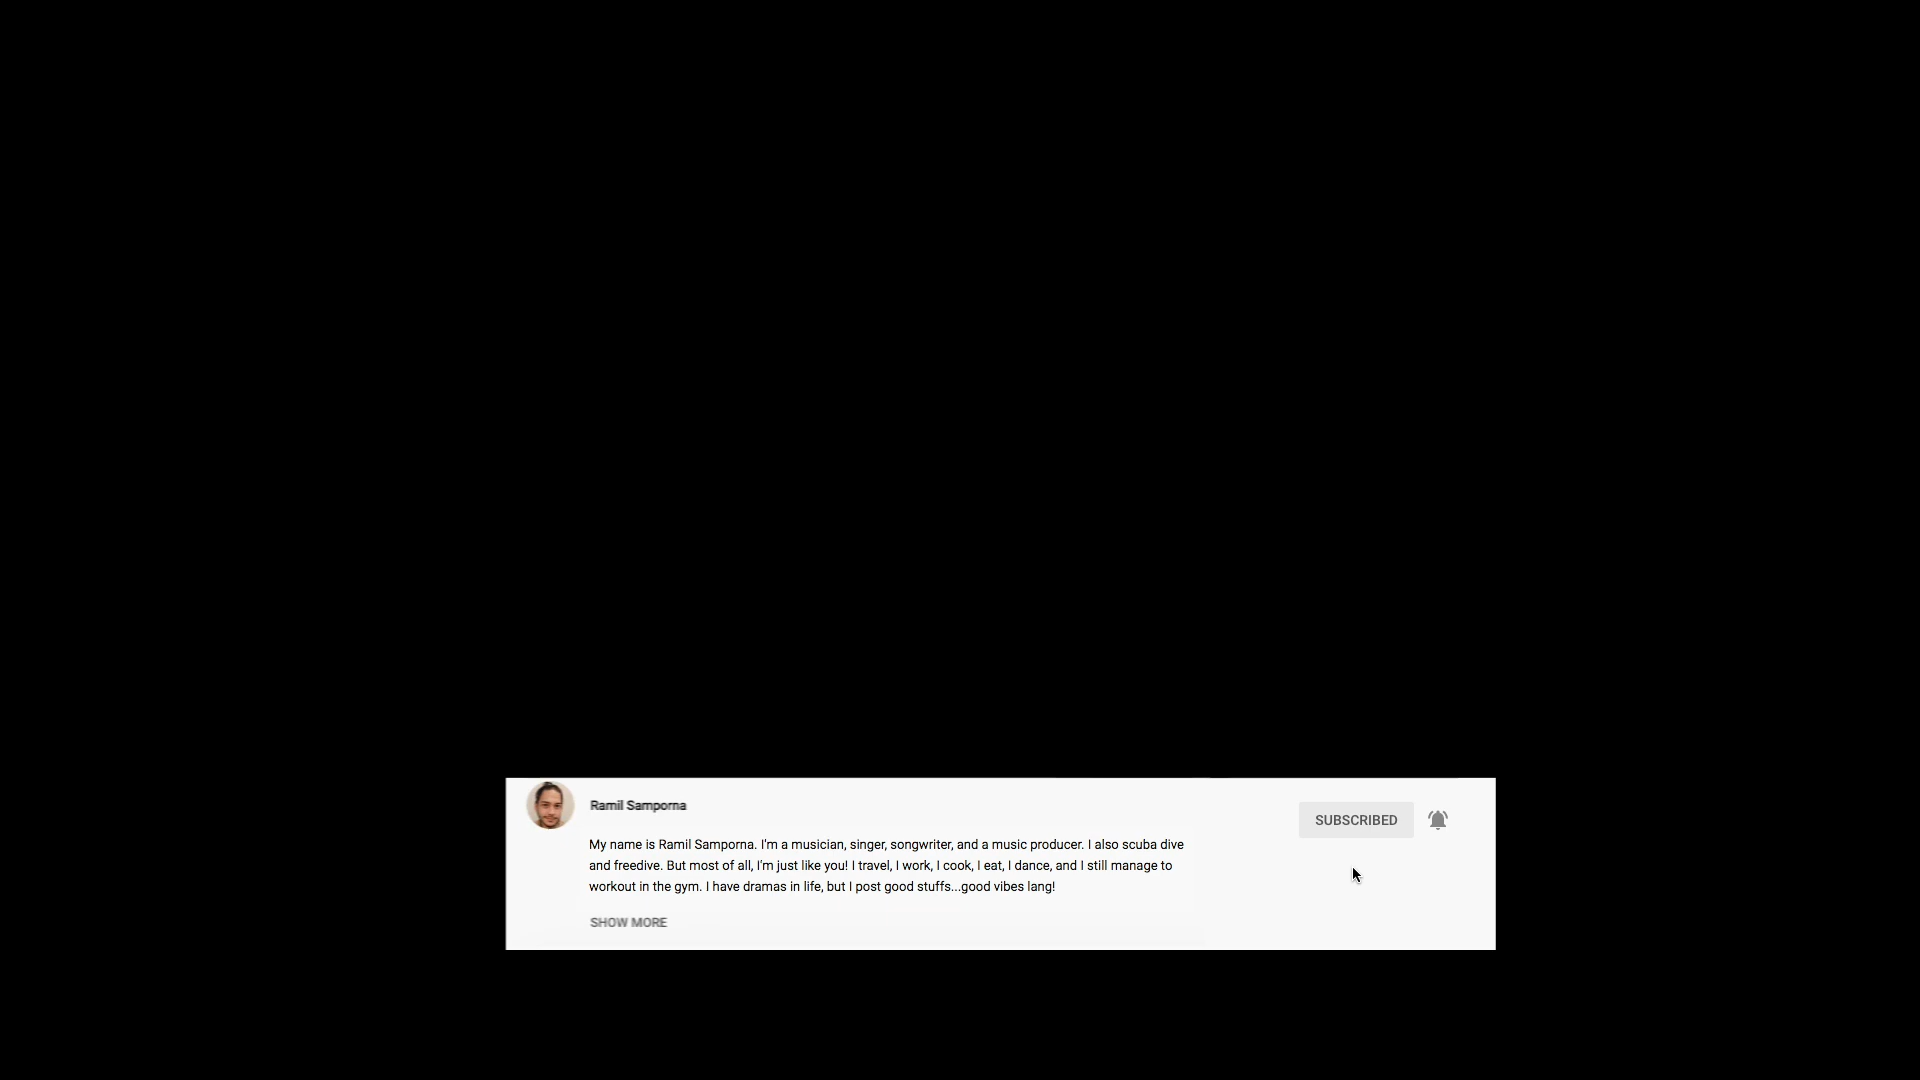 Ramil Samporna
SUBSCRIBED
My name is Ramil Samporna. I'm a musician, singer, songwriter, and a music producer. I also scuba dive
and freedive. But most of all, I'm just like you! I travel, I work, I cook, I eat, I dance, and I still manage to
workout in the gym. I have dramas in life, but I post good stuffs...good vibes lang!
SHOW MORE